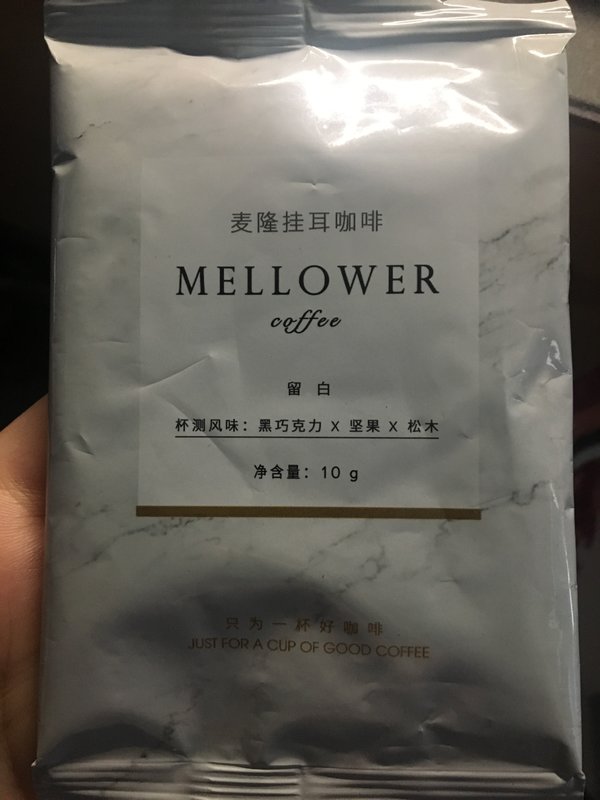 麦隆挂耳咖啡
MELLOWER
coffee
留白
杯测风味：黑巧克力 X 坚果 X 松木
净含量：10 g
只为一杯好咖啡
JUST FOR A CUP OF GOOD COFFEE